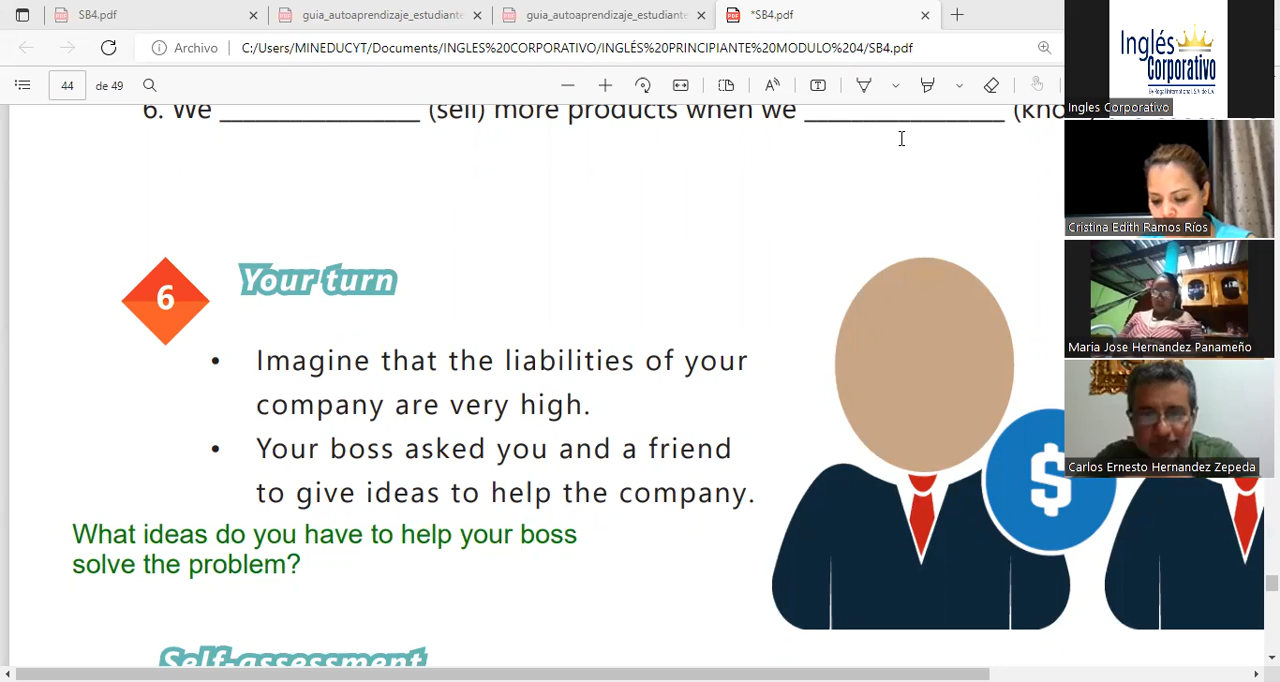 SB4.pdf
guia_autoaprendizaje_estudiante
guia_autoaprendizaje_estudiante
*SB4.pdf
Archivo
C:/Users/MINEDUCYT/Documents/INGLES%20CORPORATIVO/INGLÉS%20PRINCIPIANTE%20MODULO%204/SB4.pdf
44 de 49
6. We ________________ (sell) more products when we ________________ (kno
6
Your turn
• Imagine that the liabilities of your
company are very high.
• Your boss asked you and a friend
to give ideas to help the company.
What ideas do you have to help your boss
solve the problem?
$
Self-assessment
Inglés
Corporativo
Ingles Corporativo
Cristina Edith Ramos Ríos
Maria Jose Hernandez Panameño
Carlos Ernesto Hernandez Zepeda